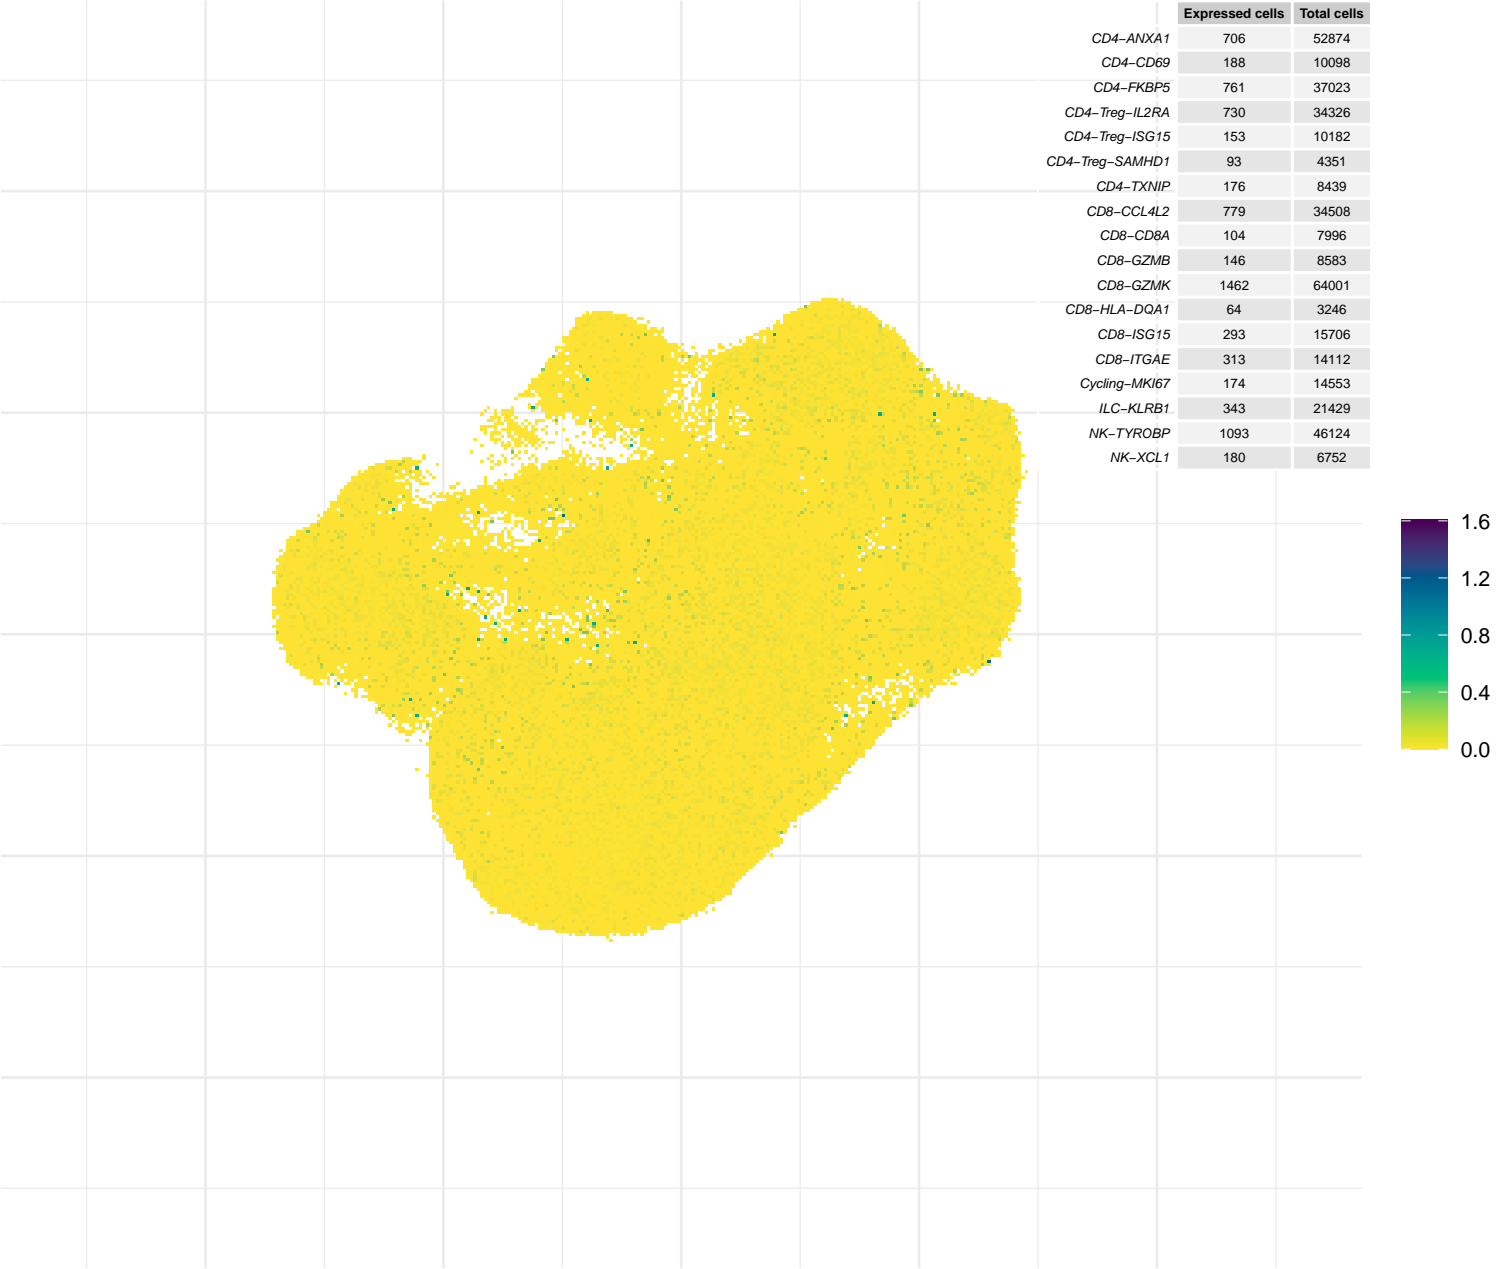 Expressed cells Total cells
CD4−ANXA1 706 52874
CD4−CD69 188 10098
CD4−FKBP5 761 37023
CD4−Treg−IL2RA 730 34326
CD4−Treg−ISG15 153 10182
CD4−Treg−SAMHD1 93 4351
CD4−TXNIP 176 8439
CD8−CCL4L2 779 34508
CD8−CD8A 104 7996
CD8−GZMB 146 8583
CD8−GZMK 1462 64001
CD8−HLA−DQA1 64 3246
CD8−ISG15 293 15706
CD8−ITGAE 313 14112
Cycling−MKI67 174 14553
ILC−KLRB1 343 21429
NK−TYROBP 1093 46124
NK−XCL1 180 6752
1.6
1.2
0.8
0.4
0.0